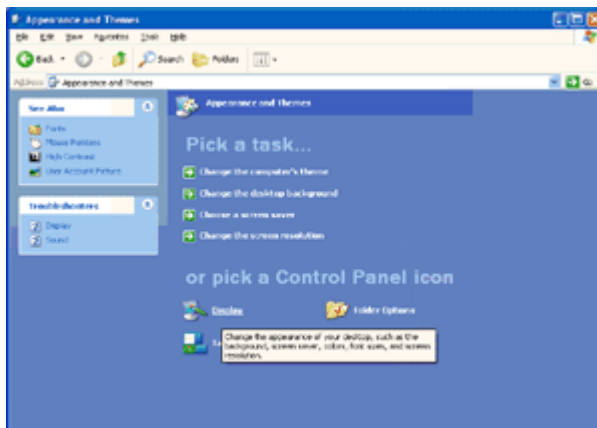 Appearance and Themes
File Edit View Favorites Tools Help
Back Search Folders
Address Appearance and Themes Go
See Also
Fonts
Mouse Pointers
High Contrast
User Account Picture
Troubleshooters
Display
Sound
Appearance and Themes
Pick a task...
Change the computer's theme
Change the desktop background
Choose a screen saver
Change the screen resolution
or pick a Control Panel icon
Display Folder Options
Change the appearance of your desktop, such as the
background, screen saver, colors, font sizes, and screen
resolution.